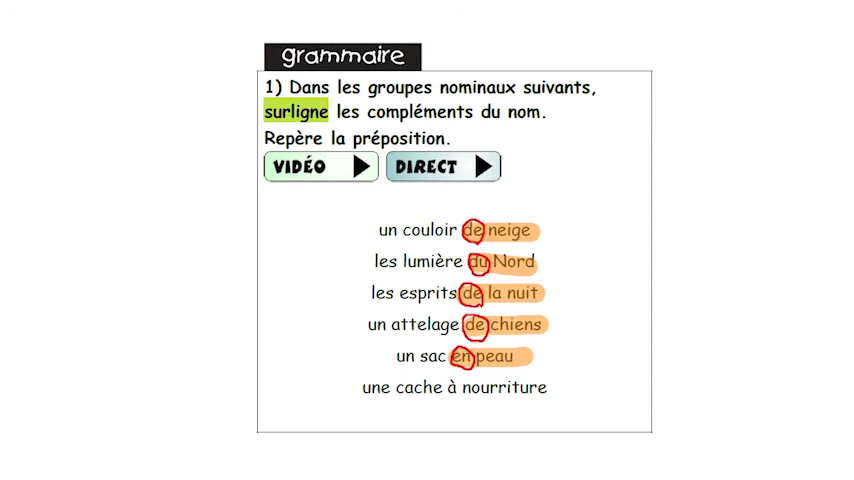 grammaire
1) Dans les groupes nominaux suivants,
surligne les compléments du nom.
Repère la préposition.
VIDÉO DIRECT
un couloir de neige
les lumière du Nord
les esprits de la nuit
un attelage de chiens
un sac en peau
une cache à nourriture